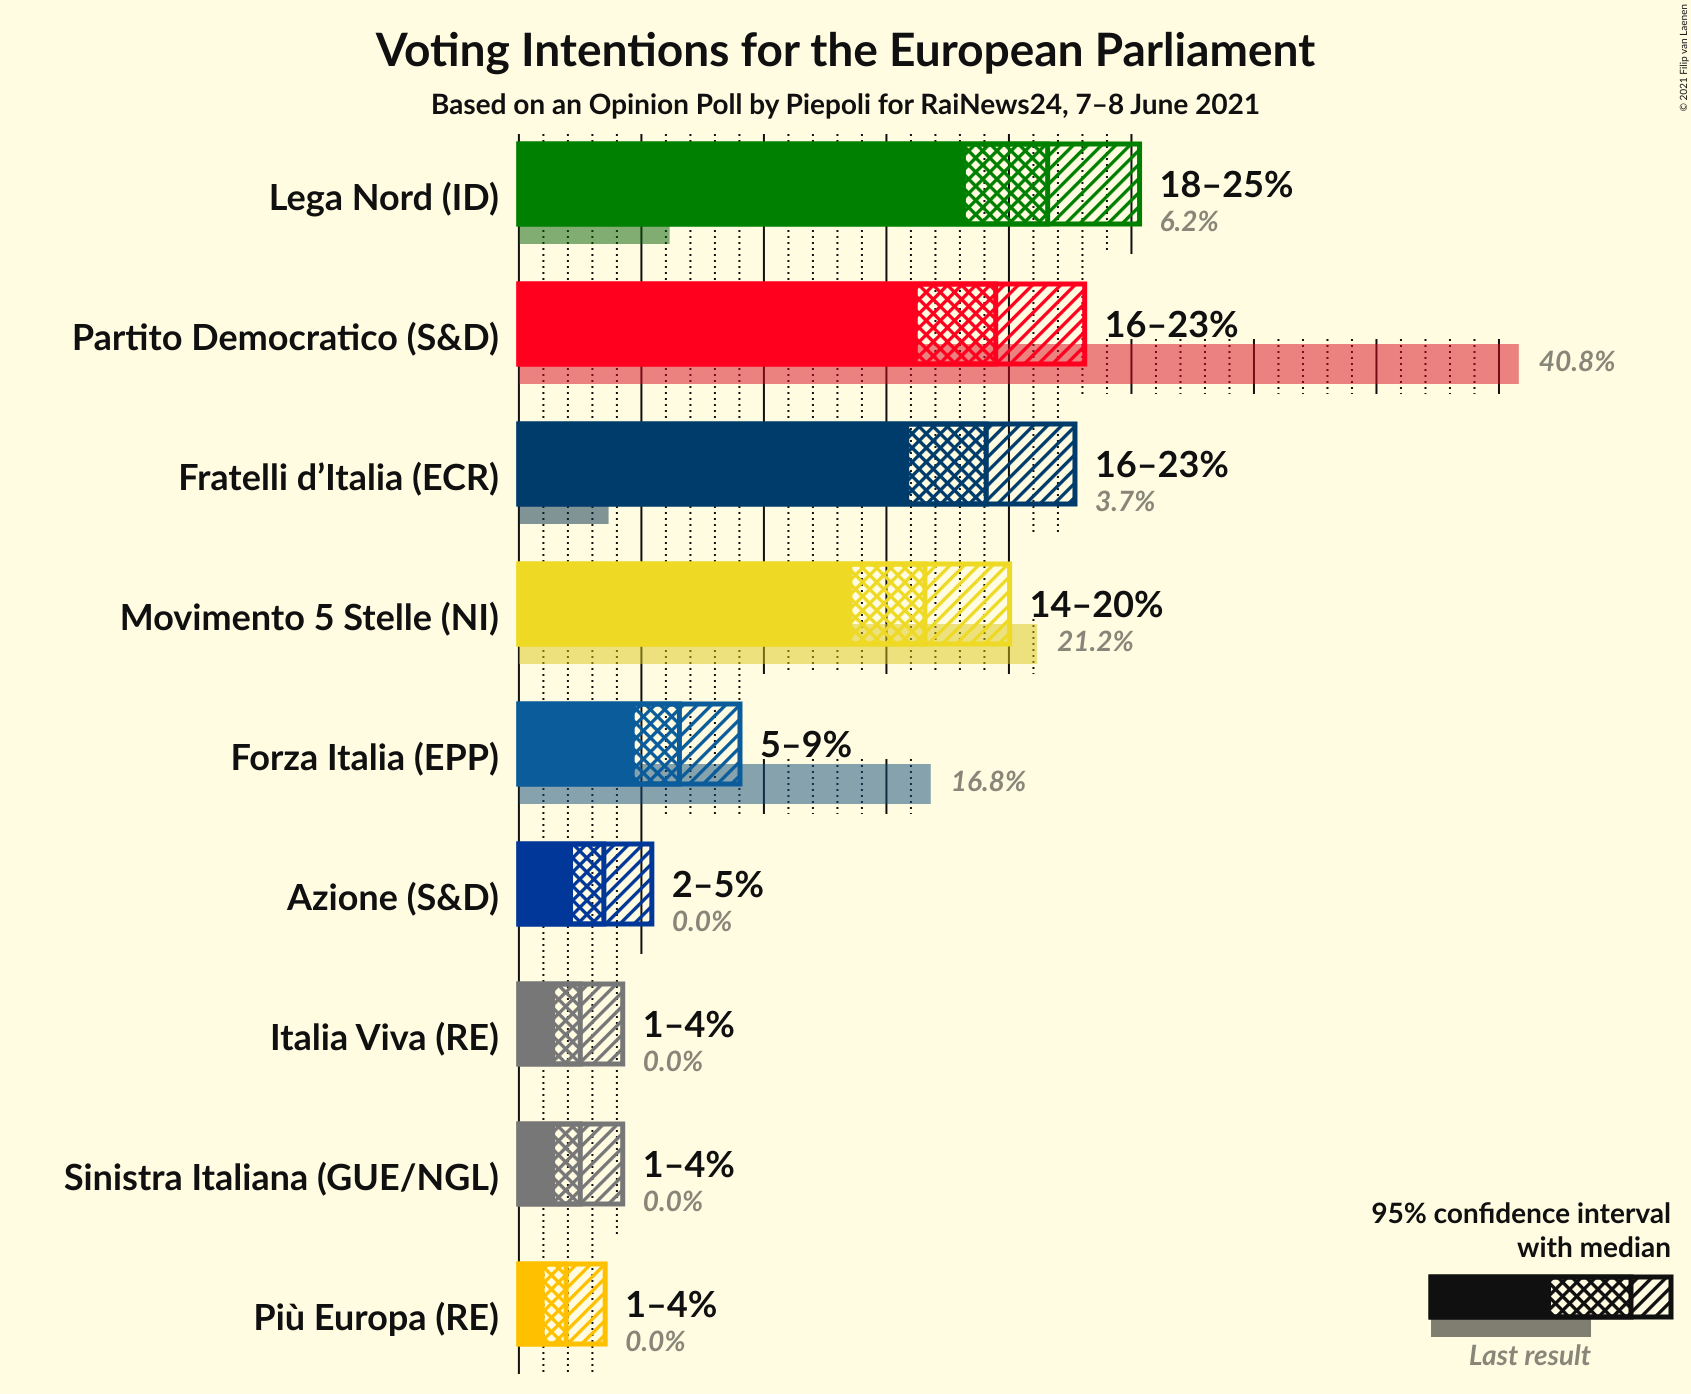 Voting Intentions for the European Parliament
Based on an Opinion Poll by Piepoli for RaiNews24, 7–8 June 2021
© 2021 Filip van Laenen
Lega Nord (ID)
18–25%
6.2%
Partito Democratico (S&D)
16–23%
40.8%
Fratelli d’Italia (ECR)
16–23%
3.7%
Movimento 5 Stelle (NI)
14–20%
21.2%
Forza Italia (EPP)
5–9%
16.8%
Azione (S&D)
2–5%
0.0%
Italia Viva (RE)
1–4%
0.0%
Sinistra Italiana (GUE/NGL)
1–4%
0.0%
Più Europa (RE)
1–4%
0.0%
95% confidence interval
with median
Last result